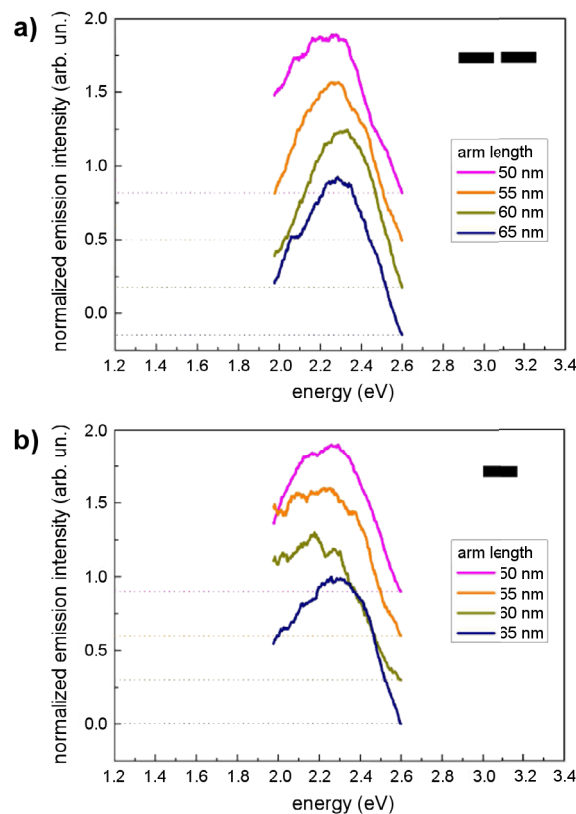 a)
normalized emission intensity (arb. un.)
2.0
1.5
1.0
0.5
0.0
arm length
50 nm
55 nm
60 nm
65 nm
1.2 1.4 1.6 1.8 2.0 2.2 2.4 2.6 2.8 3.0 3.2 3.4
energy (eV)
b)
normalized emission intensity (arb. un.)
2.0
1.5
1.0
0.5
0.0
arm length
50 nm
55 nm
60 nm
65 nm
1.2 1.4 1.6 1.8 2.0 2.2 2.4 2.6 2.8 3.0 3.2 3.4
energy (eV)